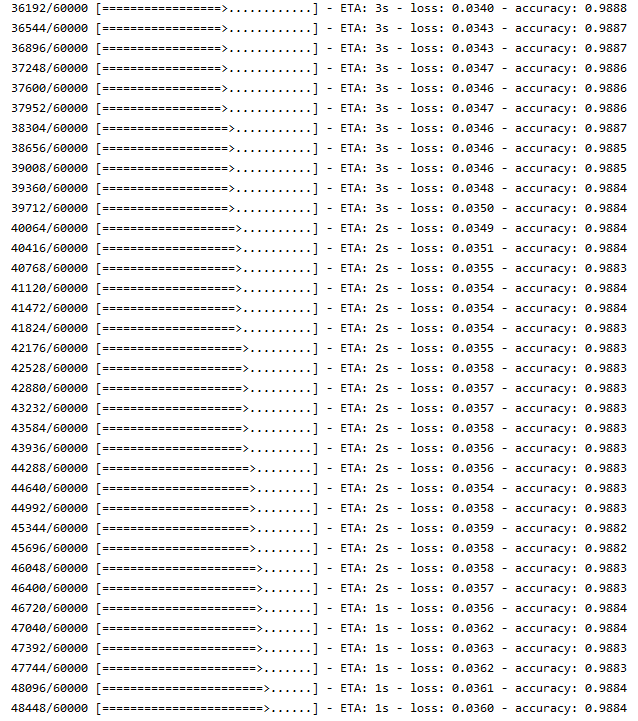 36192/60000 [=================>............] - ETA: 3s - loss: 0.0340 - accuracy: 0.9888
36544/60000 [=================>............] - ETA: 3s - loss: 0.0343 - accuracy: 0.9887
36896/60000 [=================>............] - ETA: 3s - loss: 0.0343 - accuracy: 0.9887
37248/60000 [=================>............] - ETA: 3s - loss: 0.0347 - accuracy: 0.9886
37600/60000 [=================>............] - ETA: 3s - loss: 0.0346 - accuracy: 0.9886
37952/60000 [=================>............] - ETA: 3s - loss: 0.0347 - accuracy: 0.9886
38304/60000 [==================>...........] - ETA: 3s - loss: 0.0346 - accuracy: 0.9887
38656/60000 [==================>...........] - ETA: 3s - loss: 0.0346 - accuracy: 0.9885
39008/60000 [==================>...........] - ETA: 3s - loss: 0.0346 - accuracy: 0.9885
39360/60000 [==================>...........] - ETA: 3s - loss: 0.0348 - accuracy: 0.9884
39712/60000 [==================>...........] - ETA: 3s - loss: 0.0350 - accuracy: 0.9884
40064/60000 [===================>..........] - ETA: 2s - loss: 0.0349 - accuracy: 0.9884
40416/60000 [===================>..........] - ETA: 2s - loss: 0.0351 - accuracy: 0.9884
40768/60000 [===================>..........] - ETA: 2s - loss: 0.0355 - accuracy: 0.9883
41120/60000 [===================>..........] - ETA: 2s - loss: 0.0354 - accuracy: 0.9884
41472/60000 [===================>..........] - ETA: 2s - loss: 0.0354 - accuracy: 0.9884
41824/60000 [===================>..........] - ETA: 2s - loss: 0.0354 - accuracy: 0.9883
42176/60000 [====================>.........] - ETA: 2s - loss: 0.0355 - accuracy: 0.9883
42528/60000 [====================>.........] - ETA: 2s - loss: 0.0358 - accuracy: 0.9883
42880/60000 [====================>.........] - ETA: 2s - loss: 0.0357 - accuracy: 0.9883
43232/60000 [====================>.........] - ETA: 2s - loss: 0.0357 - accuracy: 0.9883
43584/60000 [====================>.........] - ETA: 2s - loss: 0.0358 - accuracy: 0.9883
43936/60000 [====================>.........] - ETA: 2s - loss: 0.0356 - accuracy: 0.9883
44288/60000 [=====================>........] - ETA: 2s - loss: 0.0356 - accuracy: 0.9883
44640/60000 [=====================>........] - ETA: 2s - loss: 0.0354 - accuracy: 0.9883
44992/60000 [=====================>........] - ETA: 2s - loss: 0.0358 - accuracy: 0.9883
45344/60000 [=====================>........] - ETA: 2s - loss: 0.0359 - accuracy: 0.9882
45696/60000 [=====================>........] - ETA: 2s - loss: 0.0358 - accuracy: 0.9882
46048/60000 [======================>.......] - ETA: 2s - loss: 0.0358 - accuracy: 0.9883
46400/60000 [======================>.......] - ETA: 2s - loss: 0.0357 - accuracy: 0.9883
46720/60000 [======================>.......] - ETA: 1s - loss: 0.0356 - accuracy: 0.9884
47040/60000 [======================>.......] - ETA: 1s - loss: 0.0362 - accuracy: 0.9884
47392/60000 [======================>.......] - ETA: 1s - loss: 0.0363 - accuracy: 0.9883
47744/60000 [======================>.......] - ETA: 1s - loss: 0.0362 - accuracy: 0.9883
48096/60000 [=======================>......] - ETA: 1s - loss: 0.0361 - accuracy: 0.9884
48448/60000 [=======================>......] - ETA: 1s - loss: 0.0360 - accuracy: 0.9884